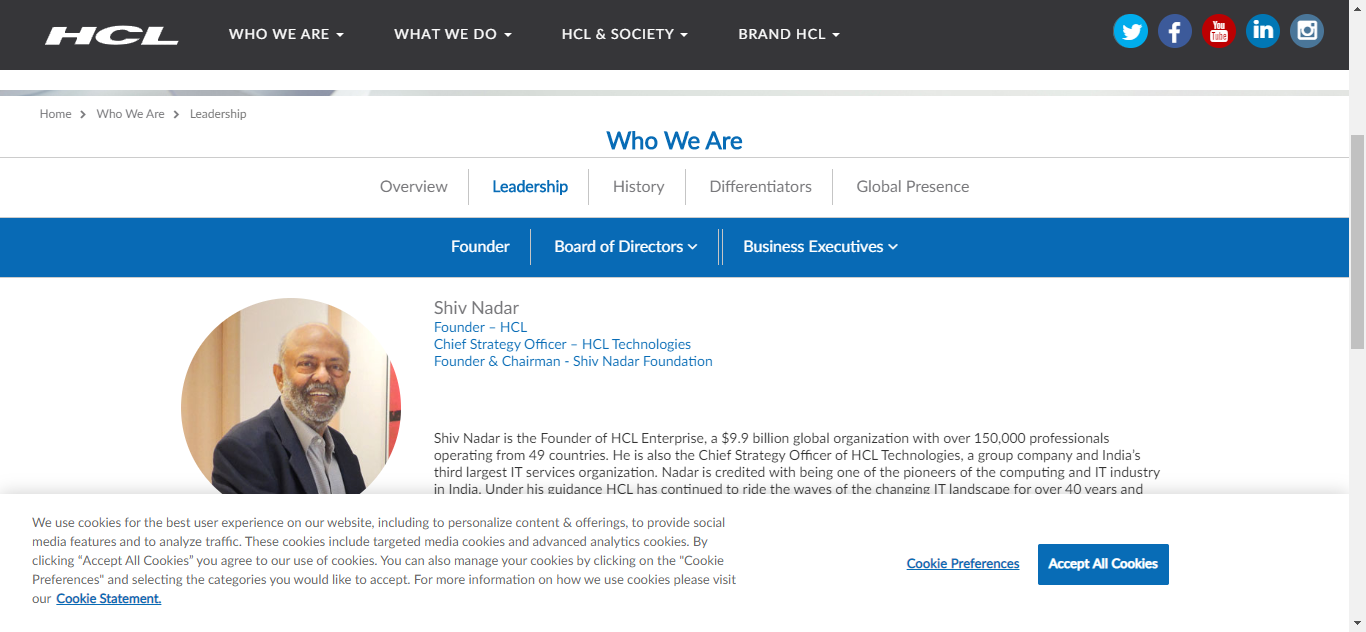 HCL
WHO WE ARE
WHAT WE DO
HCL & SOCIETY
BRAND HCL
You Tube
in
Home > Who We Are > Leadership
Who We Are
Overview
Leadership
History
Differentiators
Global Presence
Founder
Board of Directors
Business Executives
Shiv Nadar
Founder – HCL
Chief Strategy Officer – HCL Technologies
Founder & Chairman - Shiv Nadar Foundation
Shiv Nadar is the Founder of HCL Enterprise, a $9.9 billion global organization with over 150,000 professionals
operating from 49 countries. He is also the Chief Strategy Officer of HCL Technologies, a group company and India's
third largest IT services organization. Nadar is credited with being one of the pioneers of the computing and IT industry
in India. Under his guidance HCL has continued to ride the waves of the changing IT landscape for over 40 years and
We use cookies for the best user experience on our website, including to personalize content & offerings, to provide social
media features and to analyze traffic. These cookies include targeted media cookies and advanced analytics cookies. By
clicking “Accept All Cookies” you agree to our use of cookies. You can also manage your cookies by clicking on the "Cookie
Preferences" and selecting the categories you would like to accept. For more information on how we use cookies please visit
our Cookie Statement.
Cookie Preferences
Accept All Cookies